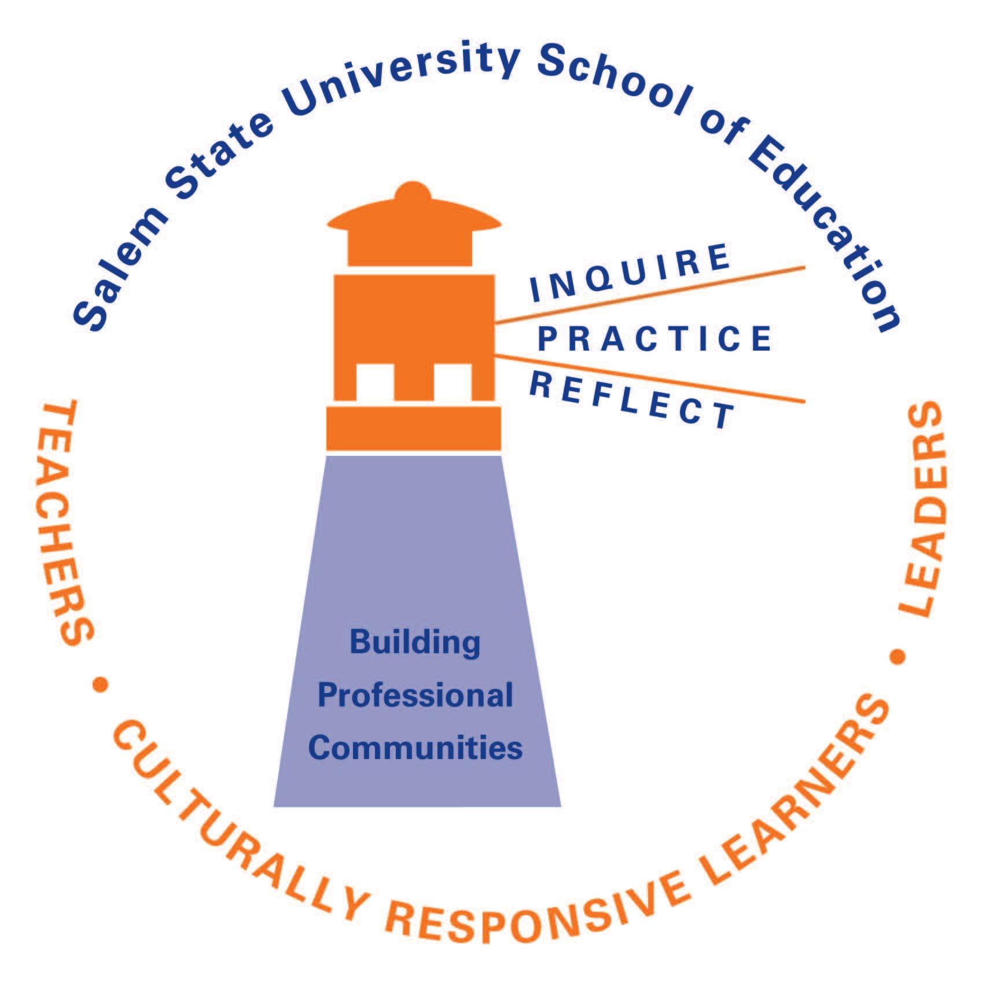 Salem State University School of Education
INQUIRE
PRACTICE
REFLECT
Building
Professional
Communities
TEACHERS • CULTURALLY RESPONSIVE LEARNERS • LEADERS